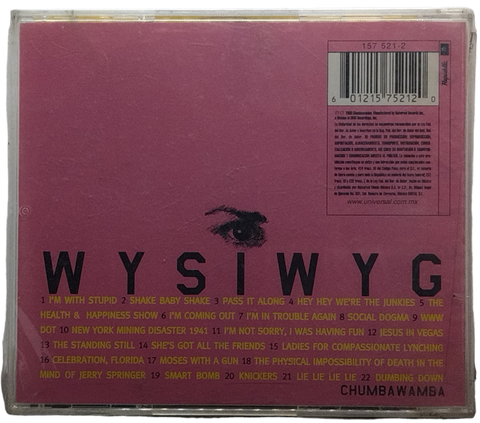 157 521-2
6 01215 75212 0
www.universal.com.mx
WYSIWYG
1 I'M WITH STUPID 2 SHAKE BABY SHAKE 3 PASS IT ALONG 4 HEY HEY WE'RE THE JUNKIES 5 THE
HEALTH & HAPPINESS SHOW 6 I'M COMING OUT 7 I'M IN TROUBLE AGAIN 8 SOCIAL DOGMA 9 WWW
DOT 10 NEW YORK MINING DISASTER 1941 11 I'M NOT SORRY, I WAS HAVING FUN 12 JESUS IN VEGAS
13 THE STANDING STILL 14 SHE'S GOT ALL THE FRIENDS 15 LADIES FOR COMPASSIONATE LYNCHING
16 CELEBRATION, FLORIDA 17 MOSES WITH A GUN 18 THE PHYSICAL IMPOSSIBILITY OF DEATH IN THE
MIND OF JERRY SPRINGER 19 SMART BOMB 20 KNICKERS 21 LIE LIE LIE LIE 22 DUMBING DOWN
CHUMBAWAMBA